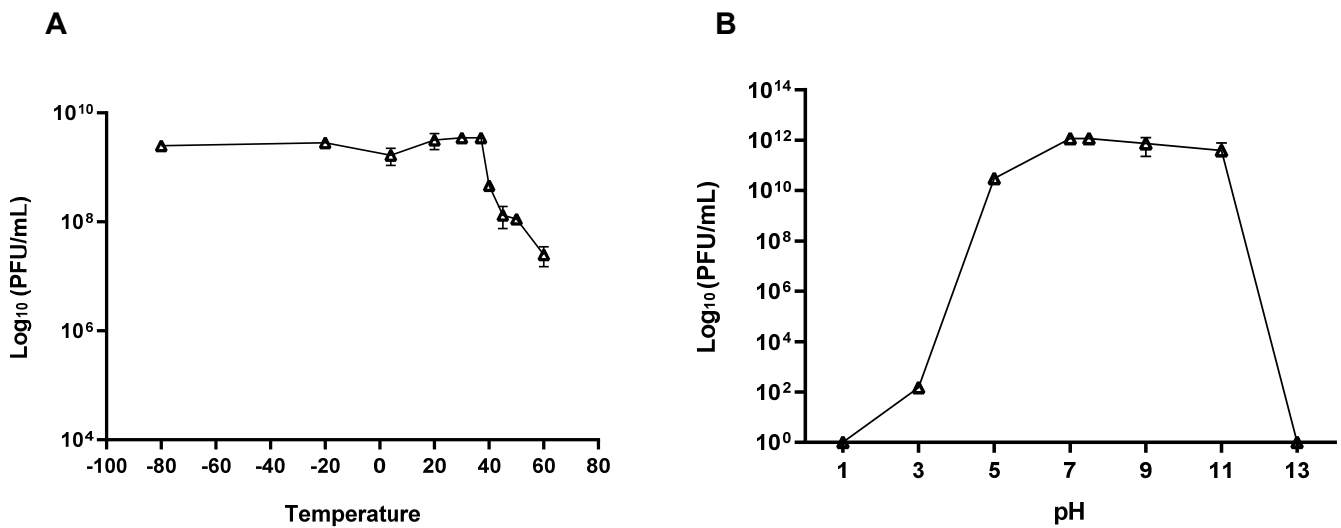 A
Log₁₀ (PFU/mL)
10¹⁰
10⁸
10⁶
10⁴
-100 -80 -60 -40 -20 0 20 40 60 80
Temperature
B
Log₁₀ (PFU/mL)
10¹⁴
10¹²
10¹⁰
10⁸
10⁶
10⁴
10²
10⁰
1 3 5 7 9 11 13
pH